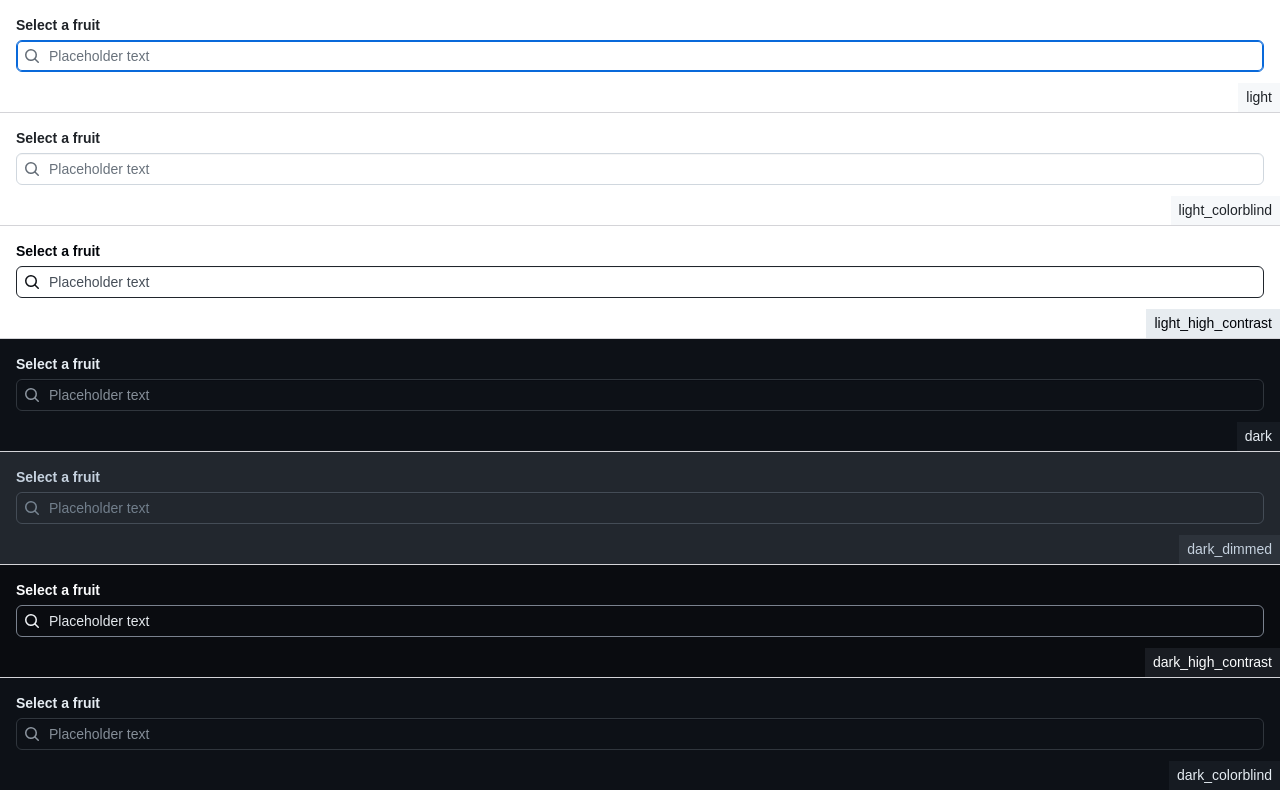 Select a fruit
Placeholder text
light
Select a fruit
Placeholder text
light_colorblind
Select a fruit
Placeholder text
light_high_contrast
Select a fruit
Placeholder text
dark
Select a fruit
Placeholder text
dark_dimmed
Select a fruit
Placeholder text
dark_high_contrast
Select a fruit
Placeholder text
dark_colorblind